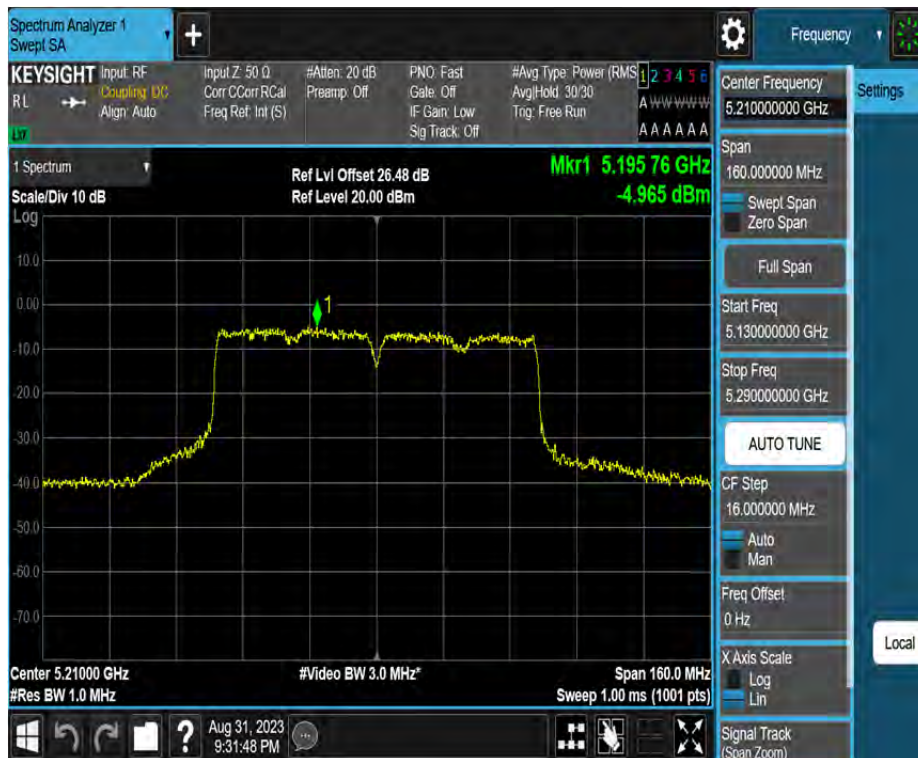 Spectrum Analyzer 1
Swept SA
+
Frequency
KEYSIGHT
RL
Input: RF
Coupling: DC
Align: Auto
Input Z: 50 Ω
Corr CCorr RCal
Freq Ref: Int (S)
#Atten: 20 dB
Preamp: Off
PNO: Fast
Gate: Off
IF Gain: Low
Sig Track: Off
#Avg Type: Power (RMS
Avg|Hold: 30/30
Trig: Free Run
1 2 3 4 5 6
A W W W W W
A A A A A A
1 Spectrum
Scale/Div 10 dB
Log
Ref Lvl Offset 26.48 dB
Ref Level 20.00 dBm
Mkr1 5.195 76 GHz
-4.965 dBm
1
10.0
0.00
-10.0
-20.0
-30.0
-40.0
-50.0
-60.0
-70.0
Center 5.21000 GHz
#Res BW 1.0 MHz
#Video BW 3.0 MHz*
Span 160.0 MHz
Sweep 1.00 ms (1001 pts)
?
Aug 31, 2023
9:31:48 PM
Center Frequency
5.210000000 GHz
Span
160.000000 MHz
Swept Span
Zero Span
Full Span
Start Freq
5.130000000 GHz
Stop Freq
5.290000000 GHz
AUTO TUNE
CF Step
16.000000 MHz
Auto
Man
Freq Offset
0 Hz
X Axis Scale
Log
Lin
Signal Track
(Span Zoom)
Settings
Local